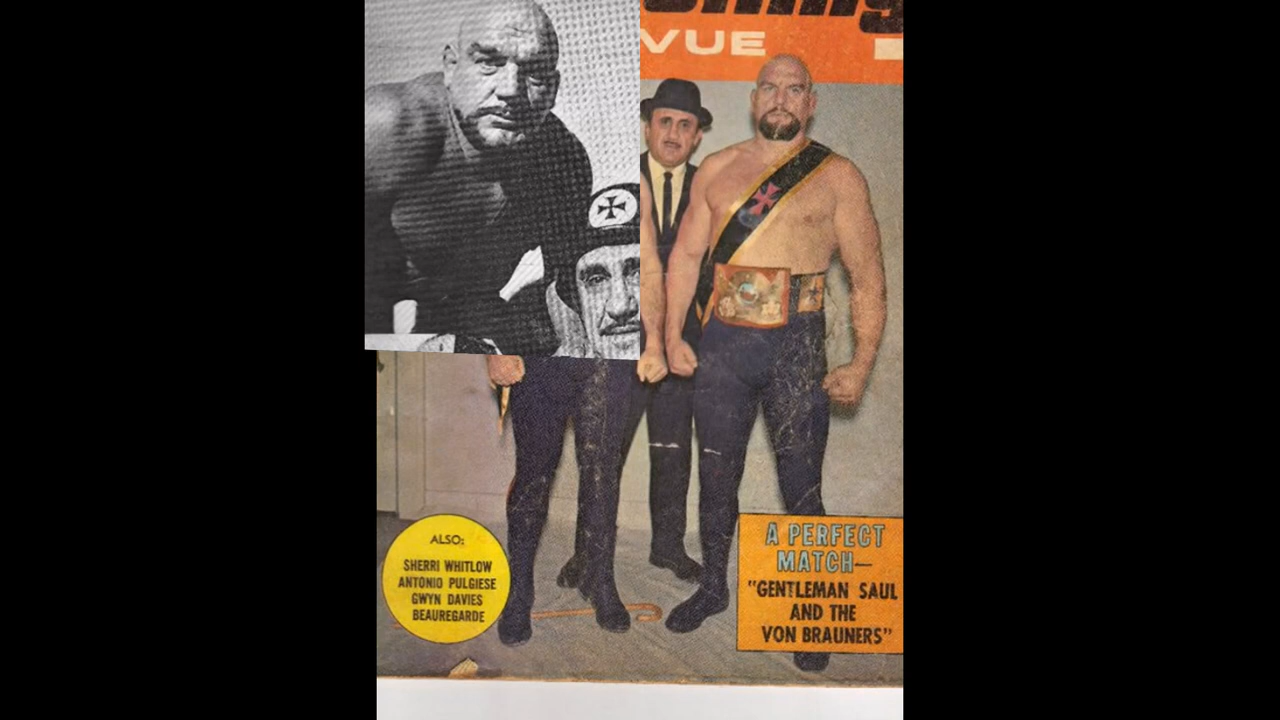 VUE
ALSO:
SHERRI WHITLOW
ANTONIO PULGIESE
GWYN DAVIES
BEAUREGARDE
A PERFECT
MATCH—
"GENTLEMAN SAUL
AND THE
VON BRAUNERS"